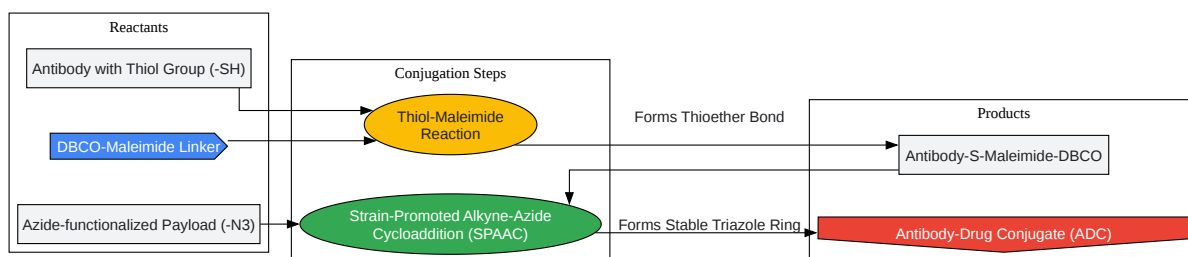 Reactants
Antibody with Thiol Group (-SH)
DBCO-Maleimide Linker
Azide-functionalized Payload (-N3)
Conjugation Steps
Thiol-Maleimide
Reaction
Strain-Promoted Alkyne-Azide
Cycloaddition (SPAAC)
Forms Thioether Bond
Forms Stable Triazole Ring
Products
Antibody-S-Maleimide-DBCO
Antibody-Drug Conjugate (ADC)